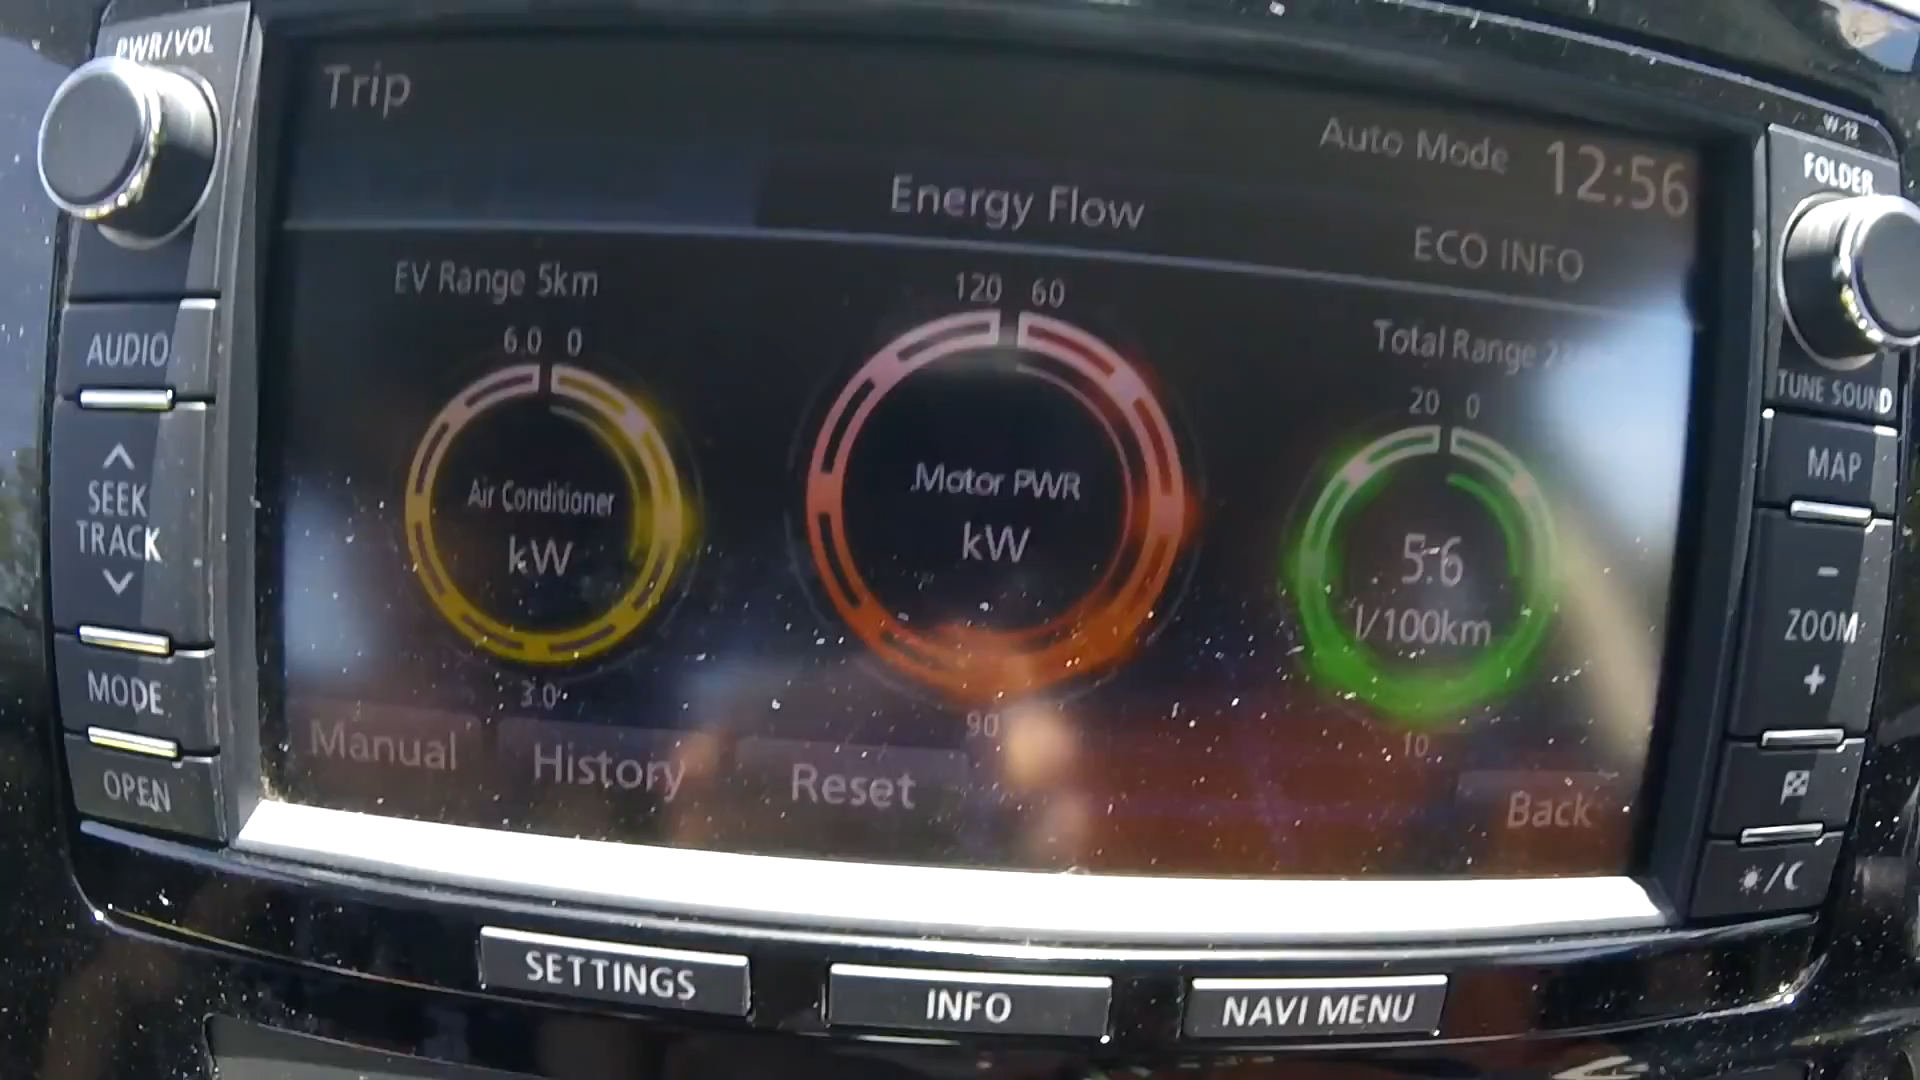 PWR/VOL
Trip
Auto Mode
12:56
W-12
FOLDER
Energy Flow
ECO INFO
EV Range 5km
120 60
Total Range
6.0 0
20 0
AUDIO
TUNE SOUND
MAP
SEEK
TRACK
Air Conditioner
kW
Motor PWR
kW
5.6
l/100km
-
ZOOM
+
MODE
3.0
90
10
Manual
History
Reset
Back
OPEN
SETTINGS
INFO
NAVI MENU